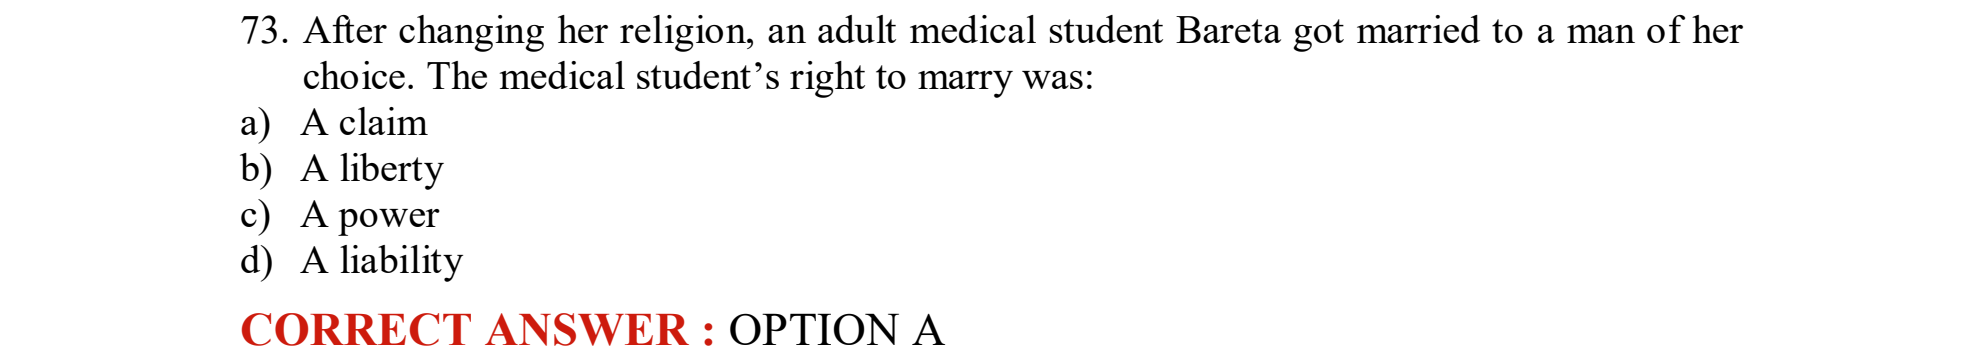 73. After changing her religion, an adult medical student Bareta got married to a man of her
choice. The medical student’s right to marry was:
a) A claim
b) A liberty
c) A power
d) A liability
CORRECT ANSWER : OPTION A